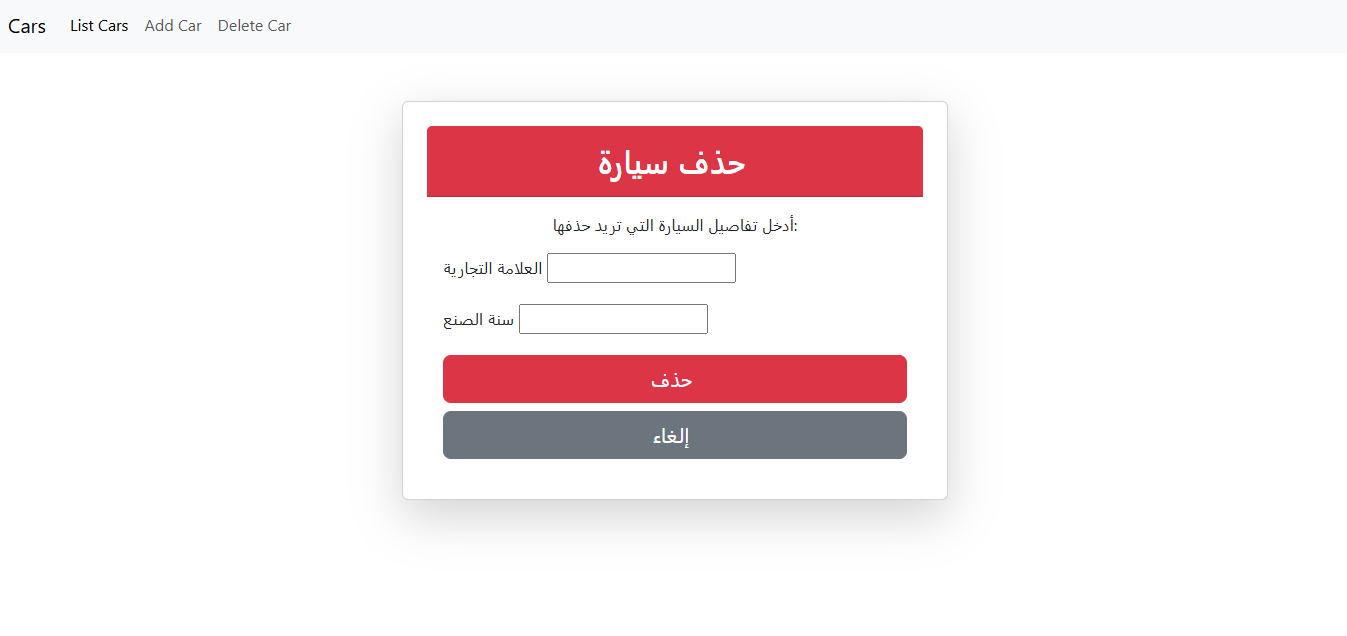 Cars List Cars Add Car Delete Car
حذف سيارة
أدخل تفاصيل السيارة التي تريد حذفها:
العلامة التجارية
سنة الصنع
حذف
إلغاء